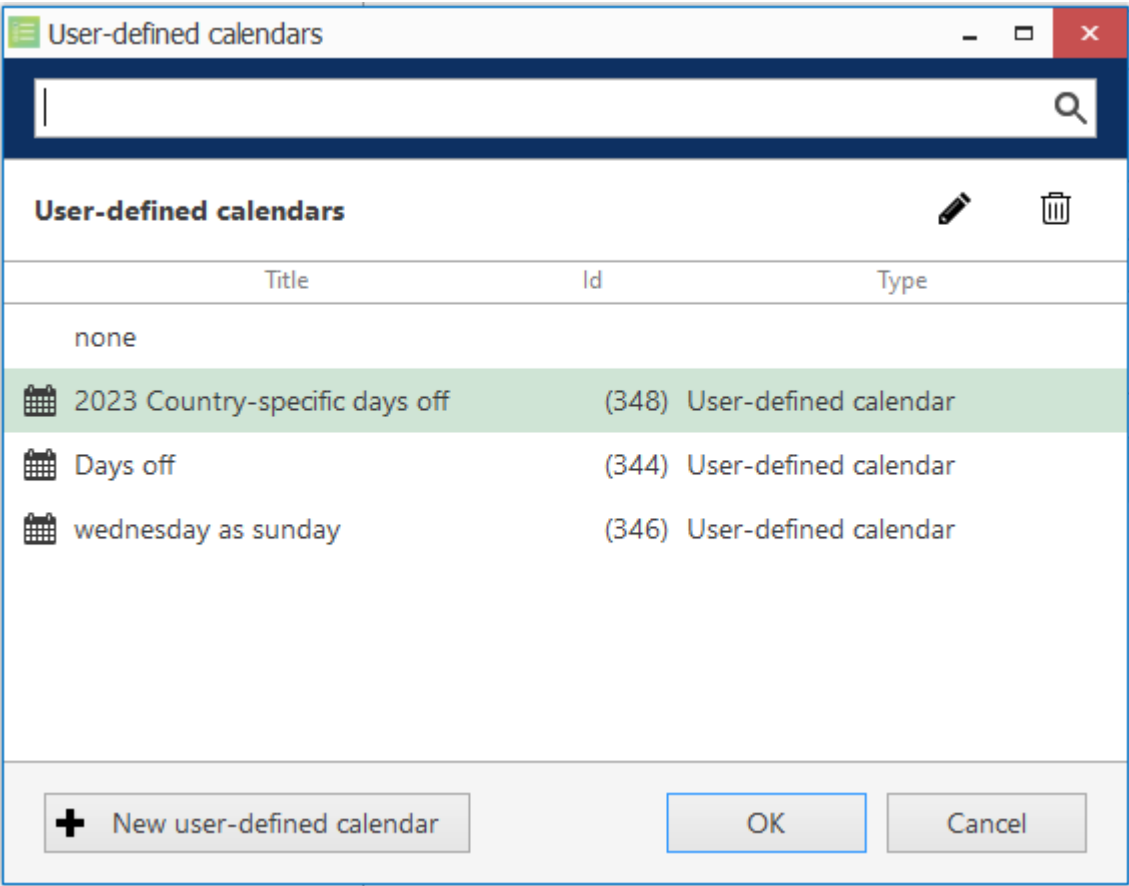 User-defined calendars
User-defined calendars
Title Id Type
none
2023 Country-specific days off (348) User-defined calendar
Days off (344) User-defined calendar
wednesday as sunday (346) User-defined calendar
New user-defined calendar OK Cancel